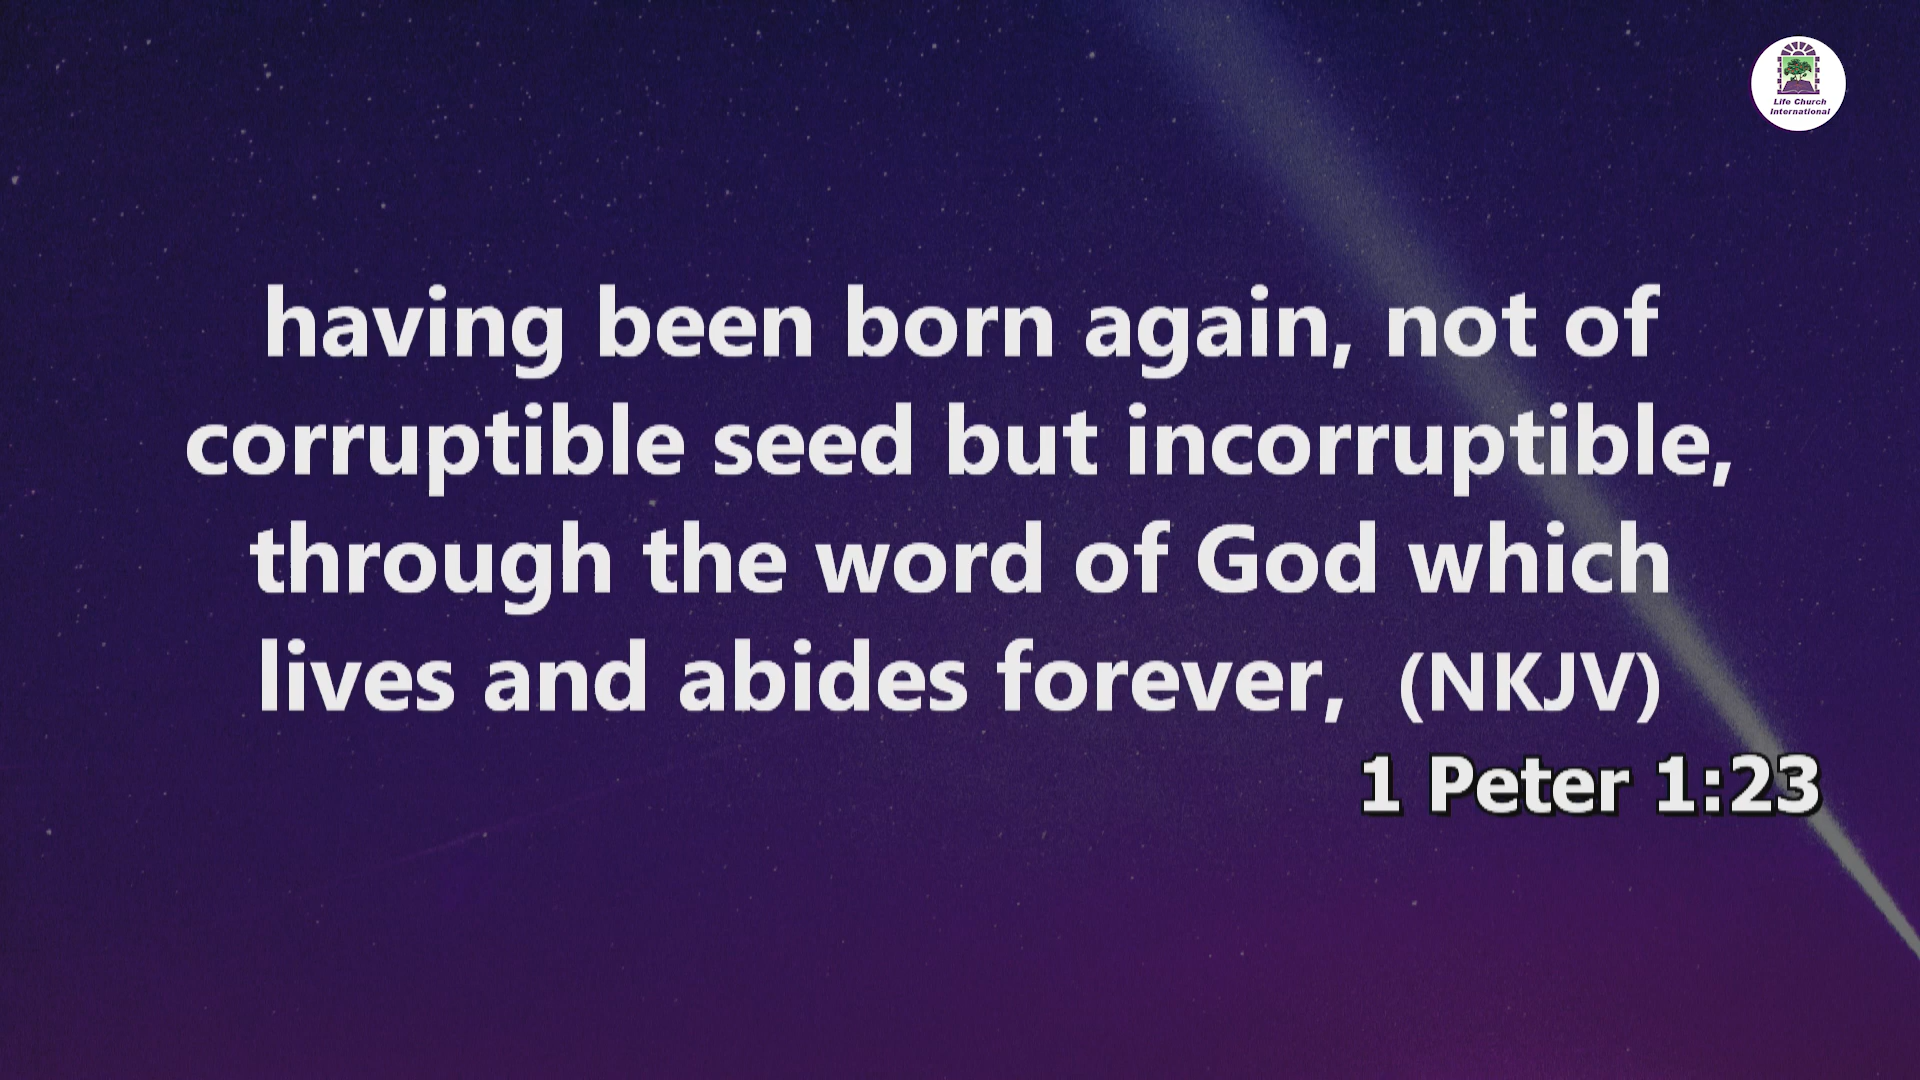 Life Church
International
having been born again, not of
corruptible seed but incorruptible,
through the word of God which
lives and abides forever, (NKJV)
1 Peter 1:23